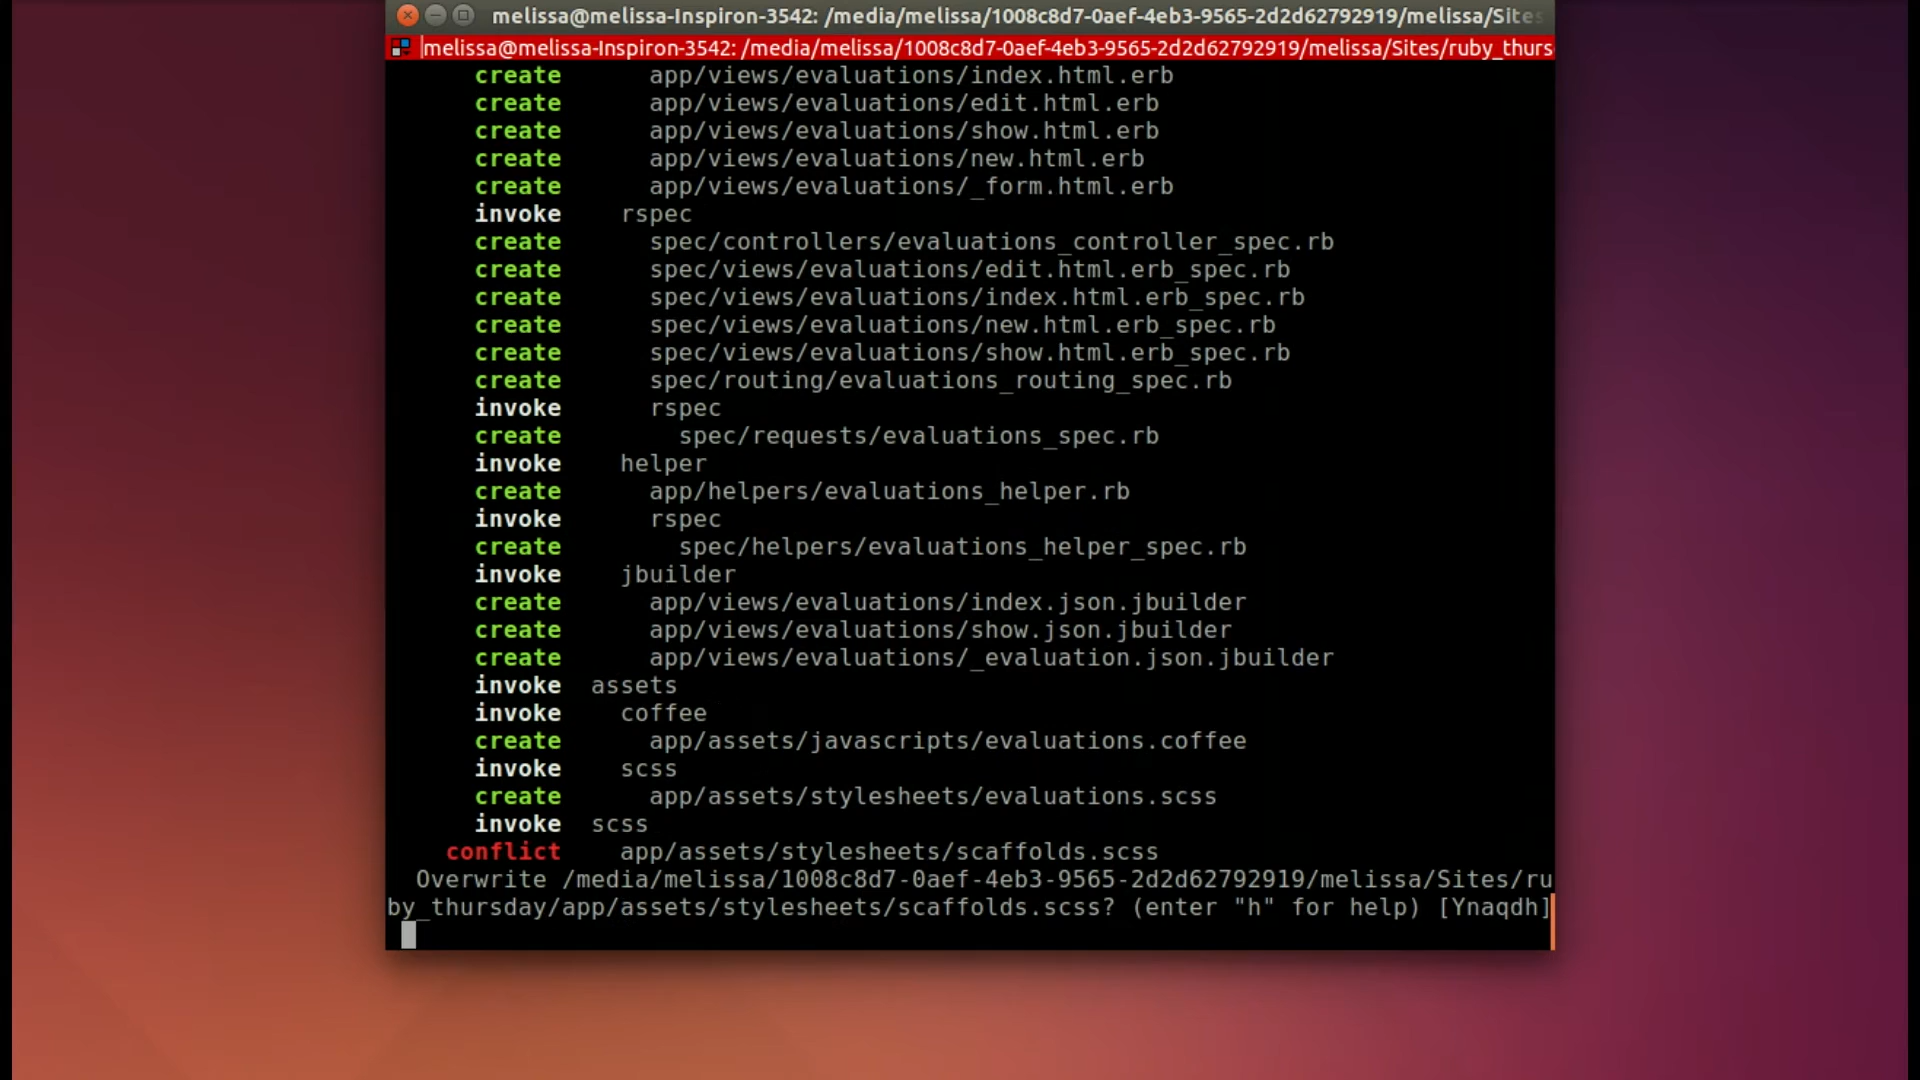 melissa@melissa-Inspiron-3542: /media/melissa/1008c8d7-0aef-4eb3-9565-2d2d62792919/melissa/Sites
melissa@melissa-Inspiron-3542: /media/melissa/1008c8d7-0aef-4eb3-9565-2d2d62792919/melissa/Sites/ruby_thurs
create app/views/evaluations/index.html.erb
create app/views/evaluations/edit.html.erb
create app/views/evaluations/show.html.erb
create app/views/evaluations/new.html.erb
create app/views/evaluations/_form.html.erb
invoke rspec
create spec/controllers/evaluations_controller_spec.rb
create spec/views/evaluations/edit.html.erb_spec.rb
create spec/views/evaluations/index.html.erb_spec.rb
create spec/views/evaluations/new.html.erb_spec.rb
create spec/views/evaluations/show.html.erb_spec.rb
create spec/routing/evaluations_routing_spec.rb
invoke rspec
create spec/requests/evaluations_spec.rb
invoke helper
create app/helpers/evaluations_helper.rb
invoke rspec
create spec/helpers/evaluations_helper_spec.rb
invoke jbuilder
create app/views/evaluations/index.json.jbuilder
create app/views/evaluations/show.json.jbuilder
create app/views/evaluations/_evaluation.json.jbuilder
invoke assets
invoke coffee
create app/assets/javascripts/evaluations.coffee
invoke scss
create app/assets/stylesheets/evaluations.scss
invoke scss
conflict app/assets/stylesheets/scaffolds.scss
Overwrite /media/melissa/1008c8d7-0aef-4eb3-9565-2d2d62792919/melissa/Sites/ru
by_thursday/app/assets/stylesheets/scaffolds.scss? (enter "h" for help) [Ynaqdh]